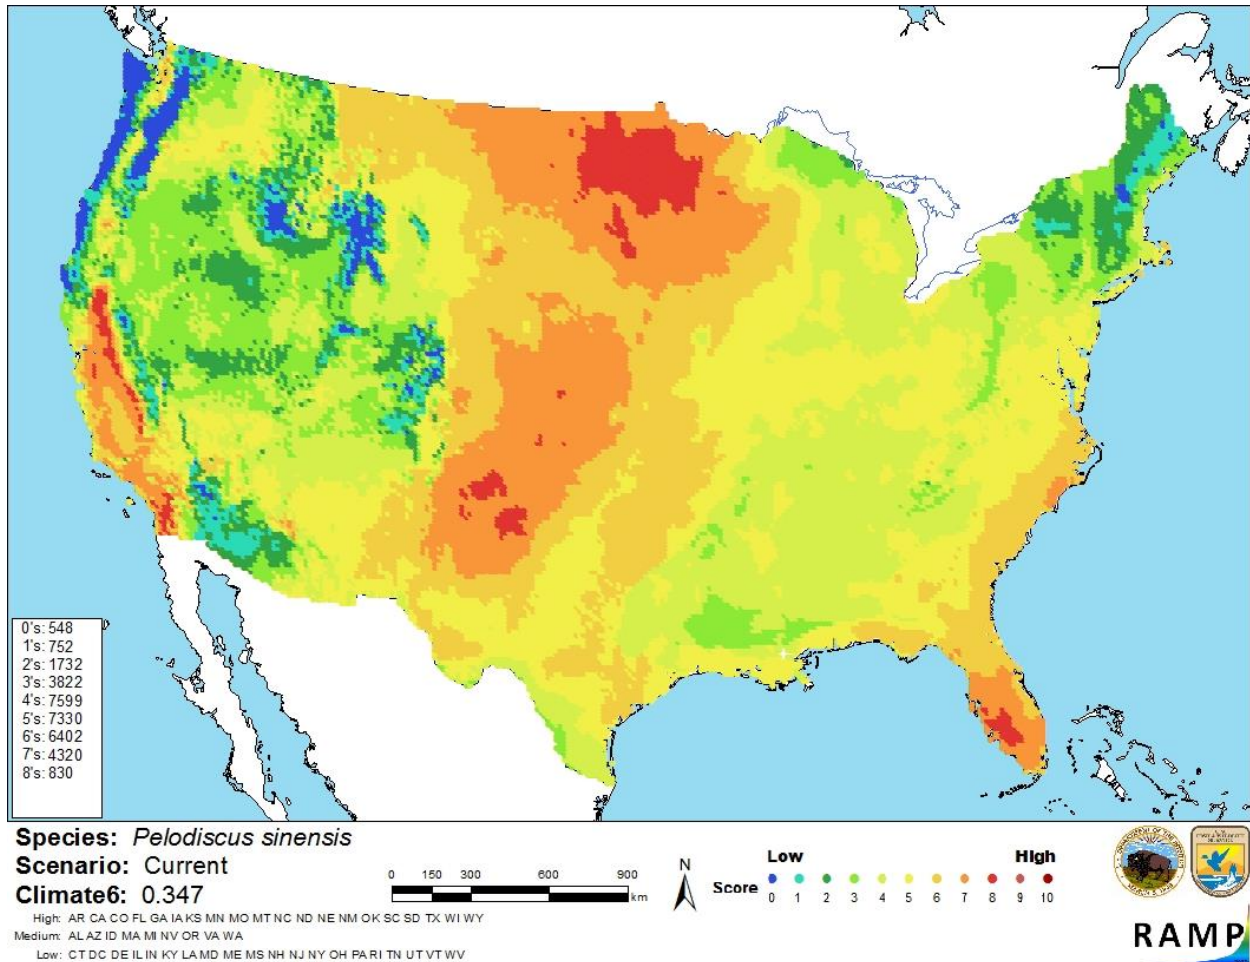 0's: 548
1's: 752
2's: 1732
3's: 3822
4's: 7599
5's: 7330
6's: 6402
7's: 4320
8's: 830
Species: Pelodiscus sinensis
Scenario: Current
Climate6: 0.347
High: AR CA CO FL GA IA KS MN MO MT NC ND NE NM OK SC SD TX WI WY
Medium: AL AZ ID MA MI NV OR VA WA
Low: CT DC DE IL IN KY LA MD ME MS NH NJ NY OH PA RI TN UT VT WV
0 150 300 600 900
km
N
Low High
Score
0 1 2 3 4 5 6 7 8 9 10
RAMP